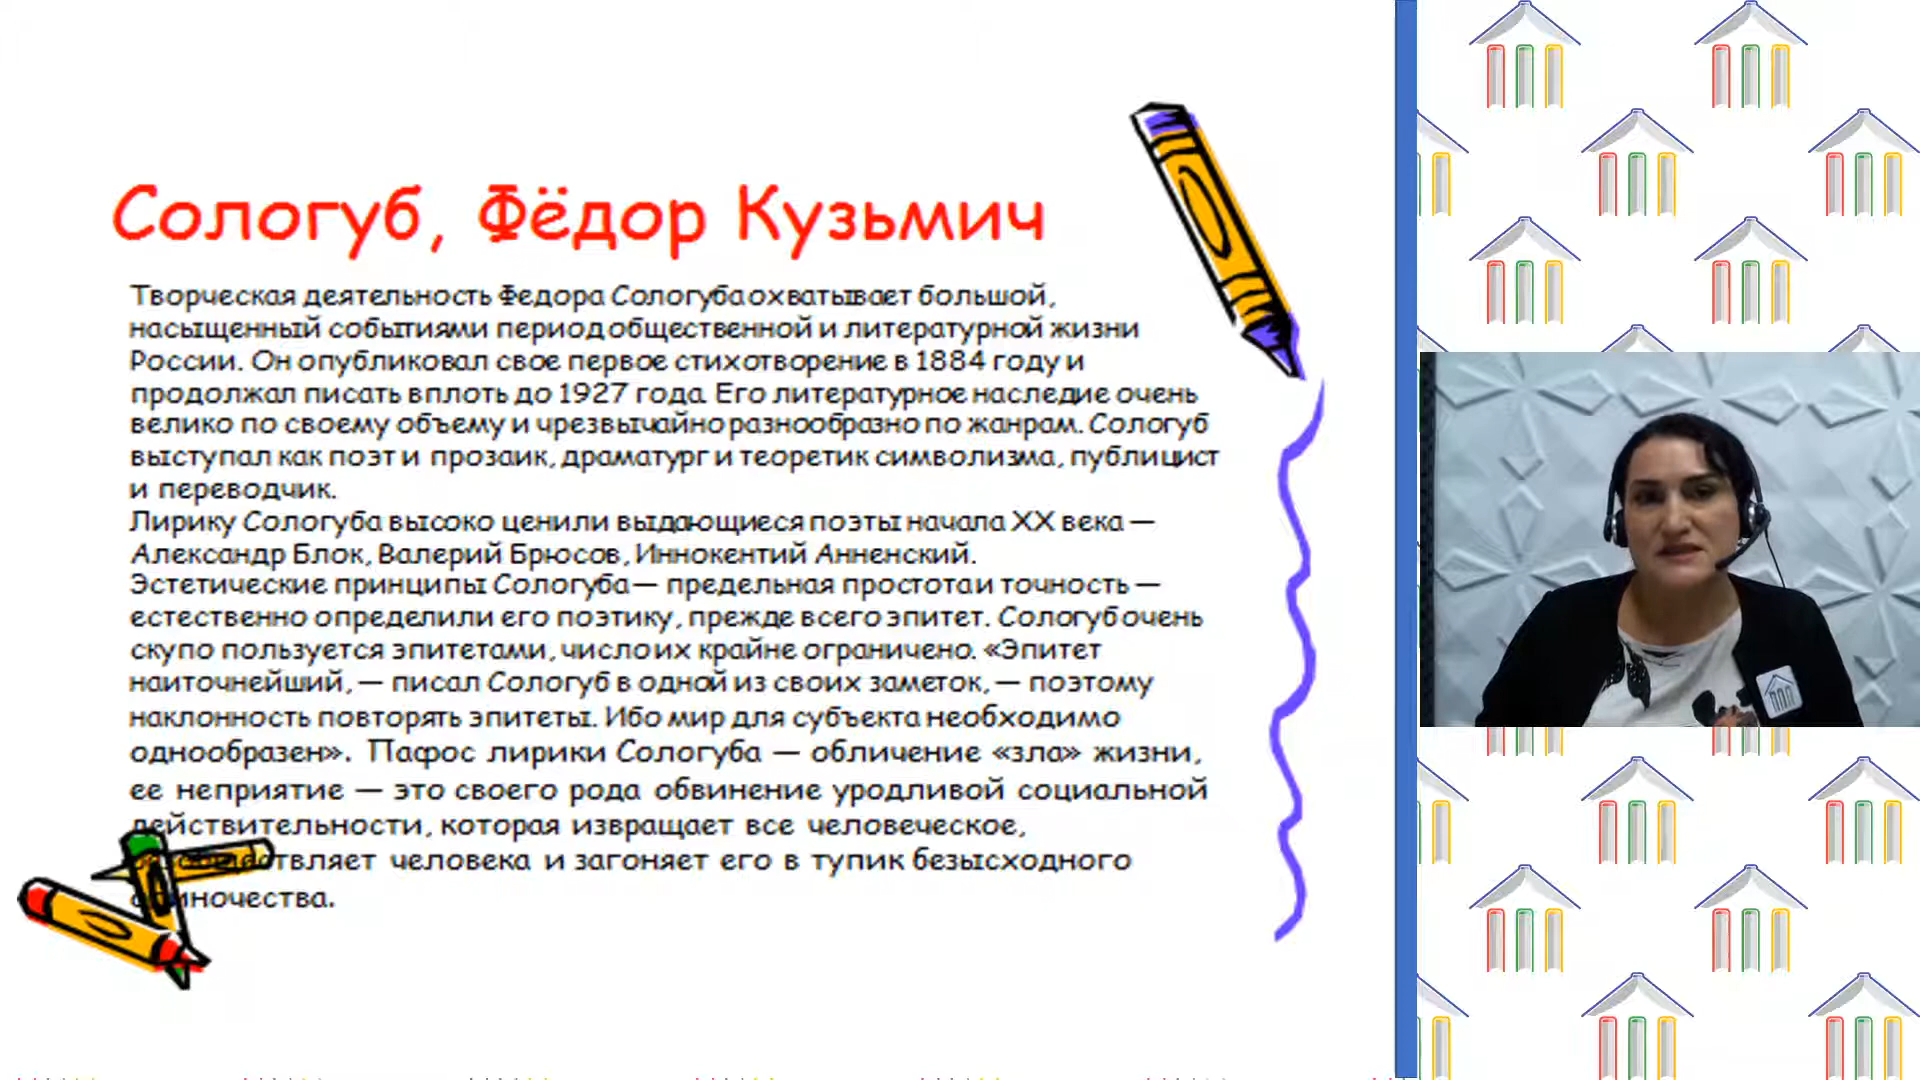 Сологуб, Фёдор Кузьмич
Творческая деятельность Федора Сологуба охватывает большой,
насыщенный событиями период общественной и литературной жизни
России. Он опубликовал свое первое стихотворение в 1884 году и
продолжал писать вплоть до 1927 года. Его литературное наследие очень
велико по своему объему и чрезвычайно разнообразно по жанрам. Сологуб
выступал как поэт и прозаик, драматург и теоретик символизма, публицист
и переводчик.
Лирику Сологуба высоко ценили выдающиеся поэты начала XX века —
Александр Блок, Валерий Брюсов, Иннокентий Анненский.
Эстетические принципы Сологуба — предельная простота и точность —
естественно определили его поэтику, прежде всего эпитет. Сологуб очень
скупо пользуется эпитетами, число их крайне ограничено. «Эпитет
наиточнейший, — писал Сологуб в одной из своих заметок, — поэтому
наклонность повторять эпитеты. Ибо мир для субъекта необходимо
однообразен». Пафос лирики Сологуба — обличение «зла» жизни,
ее неприятие — это своего рода обвинение уродливой социальной
действительности, которая извращает все человеческое,
человека и загоняет его в тупик безысходного
одиночества.